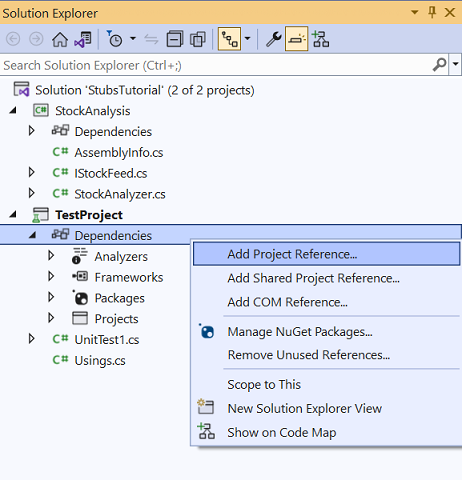 Solution Explorer
Search Solution Explorer (Ctrl+;)
Solution 'StubsTutorial' (2 of 2 projects)
StockAnalysis
Dependencies
C# AssemblyInfo.cs
C# IStockFeed.cs
C# StockAnalyzer.cs
TestProject
Dependencies
Analyzers
Frameworks
Packages
Projects
C# UnitTest1.cs
C# Usings.cs
Add Project Reference...
Add Shared Project Reference...
Add COM Reference...
Manage NuGet Packages...
Remove Unused References...
Scope to This
New Solution Explorer View
Show on Code Map